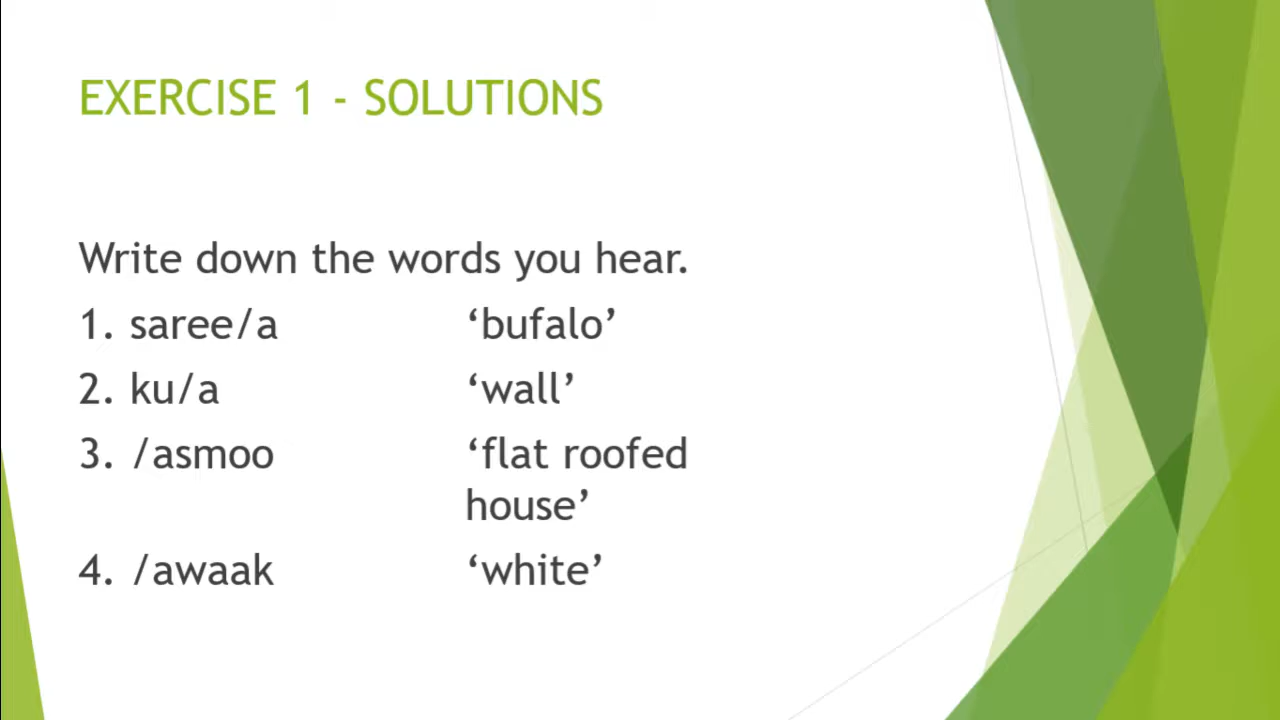 EXERCISE 1 - SOLUTIONS
Write down the words you hear.
1. saree/a ‘bufalo’
2. ku/a ‘wall’
3. /asmoo ‘flat roofed
house’
4. /awaak ‘white’